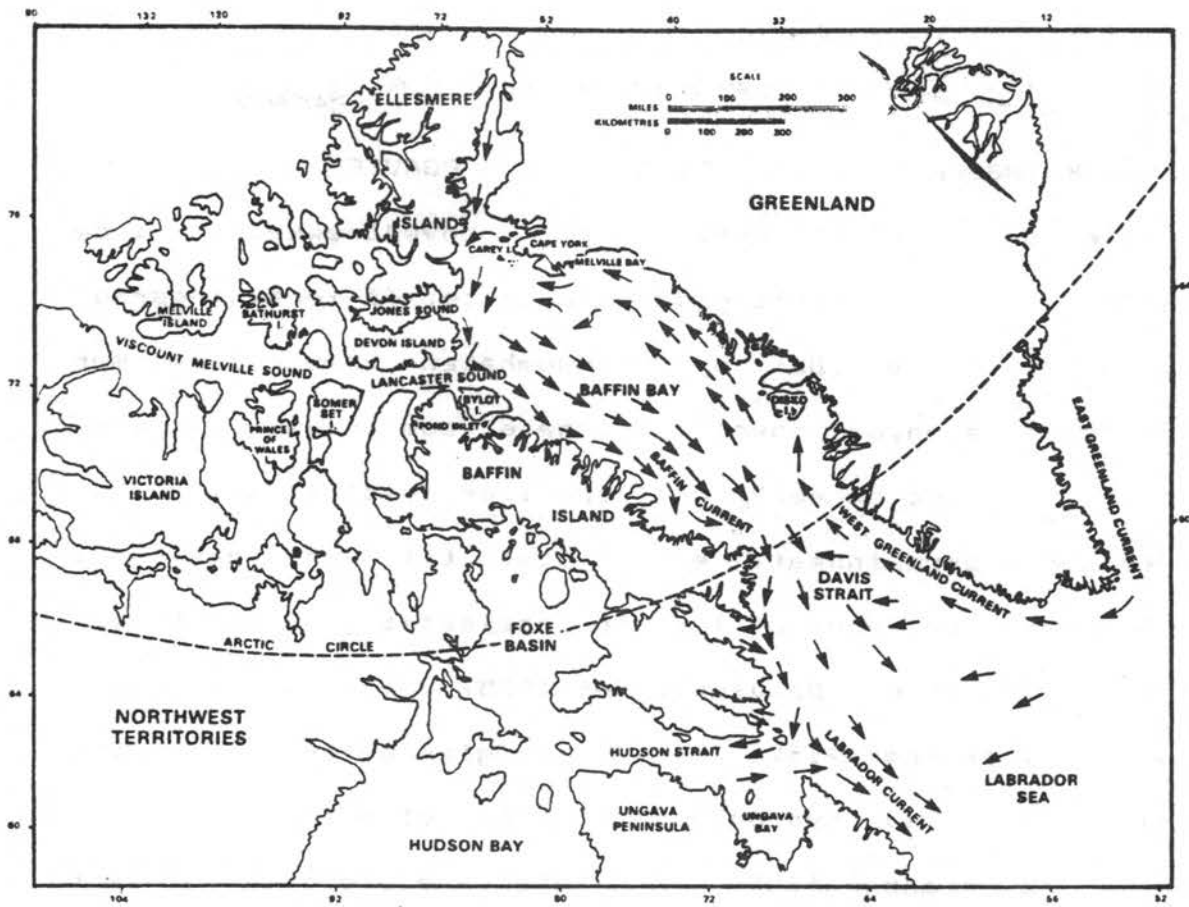 80 132 120 92 72 52 40 32 20 12
SCALE
MILES 0 100 200 300
KILOMETRES 0 100 200 300
ELLESMERE
ISLANDS
GREENLAND
76
CAREY I.
CAPE YORK
MELVILLE BAY
MELVILLE
ISLAND
BATHURST
I.
JONES SOUND
DEVON ISLAND
VISCOUNT MELVILLE SOUND
LANCASTER SOUND
72
BAFFIN BAY
BYLOT
I.
POND INLET
SOMER
SET
I.
PRINCE
OF
WALES
I.
VICTORIA
ISLAND
BAFFIN
ISLAND
BAFFIN CURRENT
WEST GREENLAND CURRENT
EAST GREENLAND CURRENT
68
DAVIS
STRAIT
ARCTIC CIRCLE
FOXE
BASIN
64
NORTHWEST
TERRITORIES
HUDSON STRAIT
LABRADOR CURRENT
LABRADOR
SEA
UNGAVA
PENINSULA
UNGAVA
BAY
HUDSON BAY
60
104 92 80 72 64 56 52